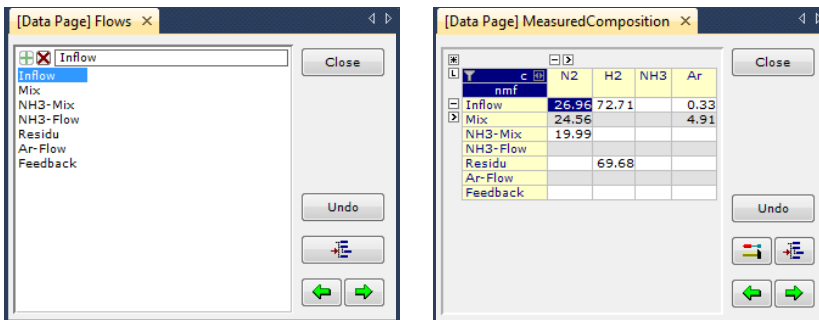 [Data Page] Flows
Inflow
Close
Inflow
Mix
NH3-Mix
NH3-Flow
Residu
Ar-Flow
Feedback
Undo
[Data Page] MeasuredComposition
Close
L c N2 H2 NH3 Ar
nmf
Inflow 26.96 72.71 0.33
Mix 24.56 4.91
NH3-Mix 19.99
NH3-Flow
Residu 69.68
Ar-Flow
Feedback
Undo